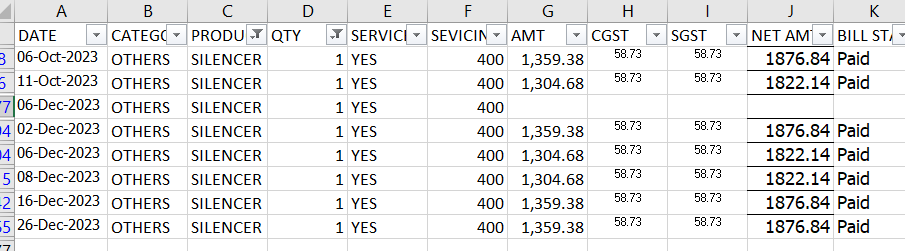 A B C D E F G H I J K
DATE CATEGO PRODU QTY SERVICI SEVICIN AMT CGST SGST NET AMT BILL STA
8 06-Oct-2023 OTHERS SILENCER 1 YES 400 1,359.38 58.73 58.73 1876.84 Paid
6 11-Oct-2023 OTHERS SILENCER 1 YES 400 1,304.68 58.73 58.73 1822.14 Paid
77 06-Dec-2023 OTHERS SILENCER 1 YES 400
94 02-Dec-2023 OTHERS SILENCER 1 YES 400 1,359.38 58.73 58.73 1876.84 Paid
04 06-Dec-2023 OTHERS SILENCER 1 YES 400 1,304.68 58.73 58.73 1822.14 Paid
5 08-Dec-2023 OTHERS SILENCER 1 YES 400 1,304.68 58.73 58.73 1822.14 Paid
42 16-Dec-2023 OTHERS SILENCER 1 YES 400 1,359.38 58.73 58.73 1876.84 Paid
65 26-Dec-2023 OTHERS SILENCER 1 YES 400 1,359.38 58.73 58.73 1876.84 Paid